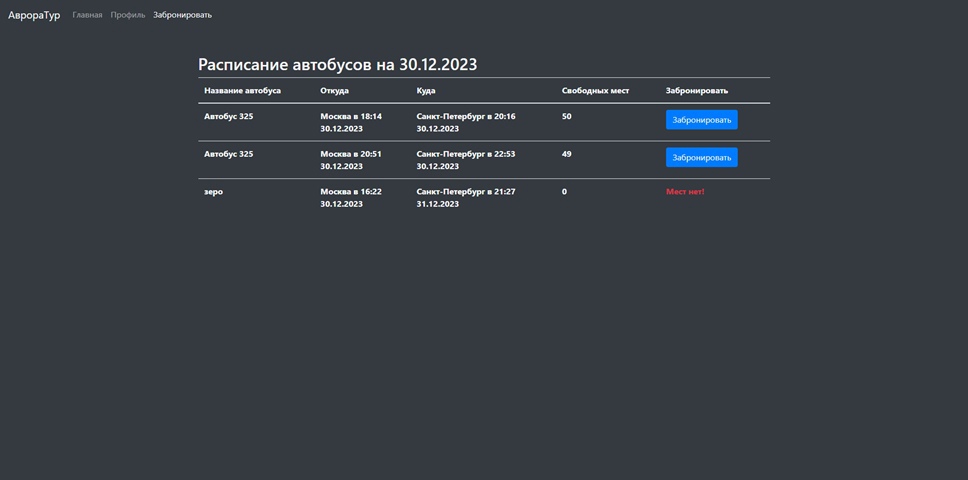 АврораТур Главная Профиль Забронировать
Расписание автобусов на 30.12.2023
Название автобуса Откуда Куда Свободных мест Забронировать
Автобус 325 Москва в 18:14 Санкт-Петербург в 20:16 50 Забронировать
30.12.2023 30.12.2023
Автобус 325 Москва в 20:51 Санкт-Петербург в 22:53 49 Забронировать
30.12.2023 30.12.2023
зеро Москва в 16:22 Санкт-Петербург в 21:27 0 Мест нет!
30.12.2023 31.12.2023